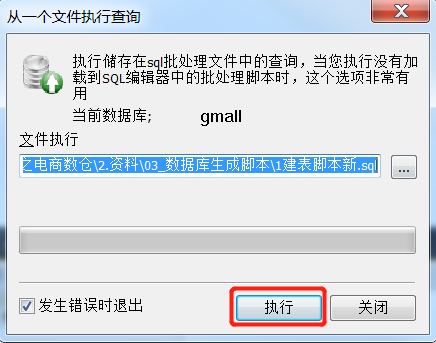 从一个文件执行查询
执行储存在sql批处理文件中的查询，当您执行没有加
载到SQL编辑器中的批处理脚本时，这个选项非常有
用
当前数据库; gmall
文件执行
电商数仓\2.资料\03_数据库生成脚本\1建表脚本新.sql
...
发生错误时退出
执行
关闭